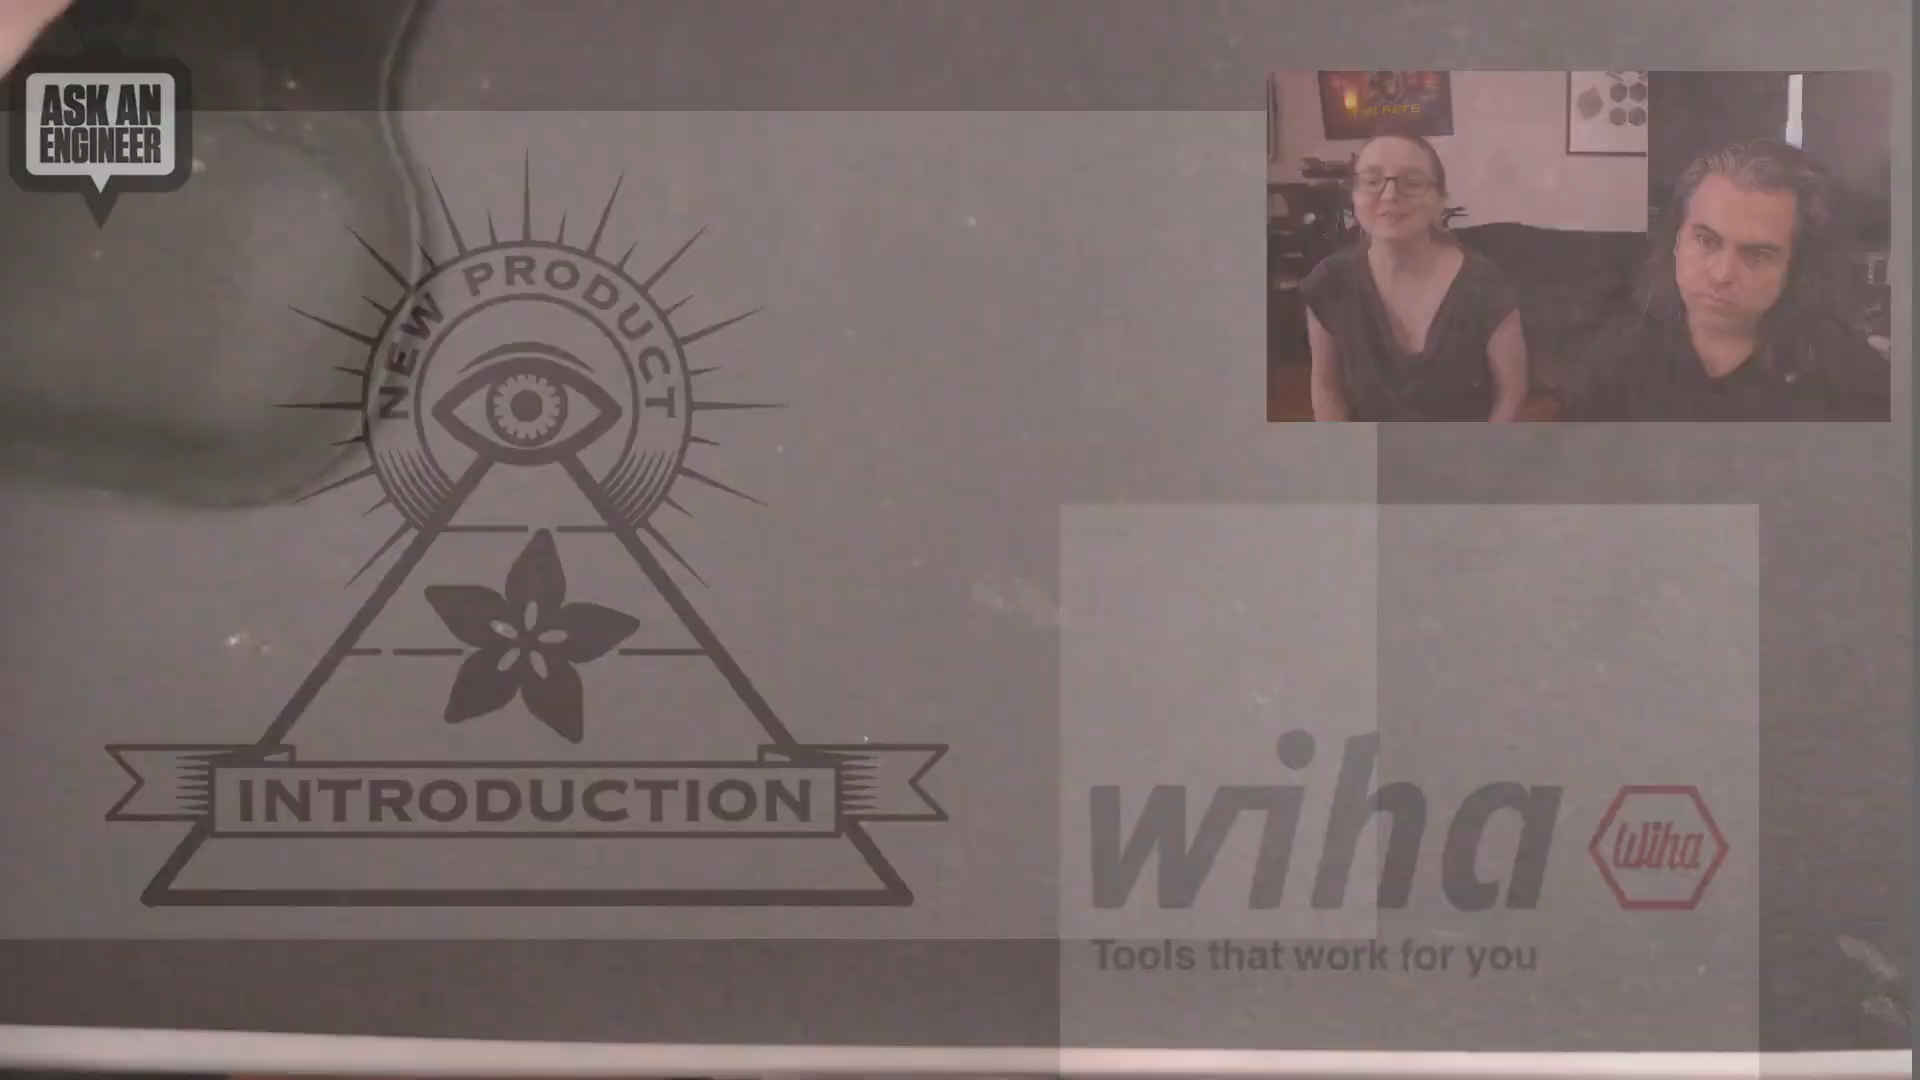 ASK AN
ENGINEER
NEW PRODUCT
INTRODUCTION
wiha
Wiha
Tools that work for you